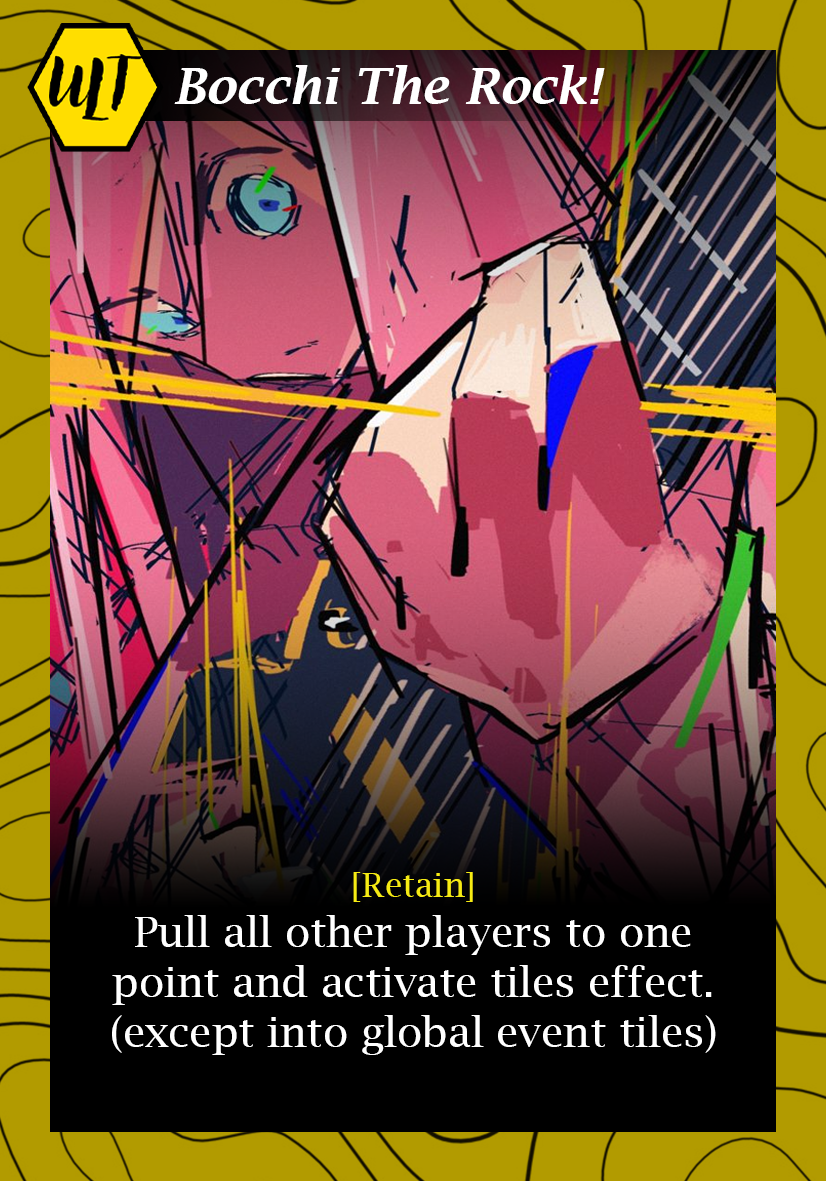 ULT
Bocchi The Rock!
[Retain]
Pull all other players to one
point and activate tiles effect.
(except into global event tiles)